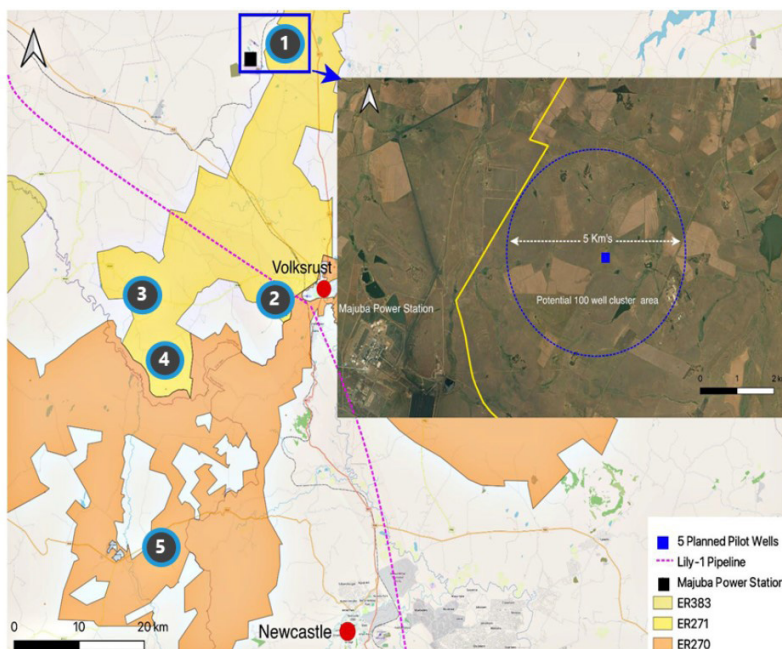 1
5 Km's
Potential 100 well cluster area
Majuba Power Station
0 1 2 k
Volksrust
3
2
4
5
5 Planned Pilot Wells
Lily-1 Pipeline
Majuba Power Station
ER383
ER271
ER270
0 10 20 km
Newcastle